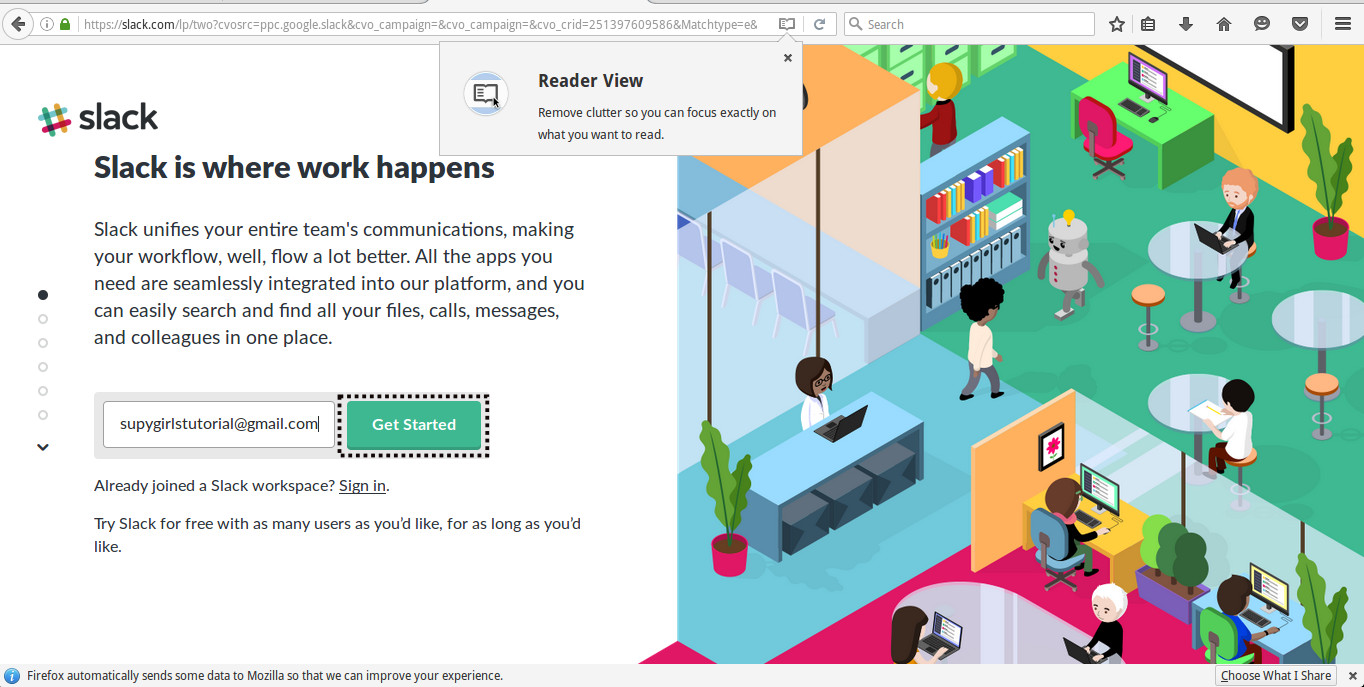 https://slack.com/lp/two?cvosrc=ppc.google.slack&cvo_campaign=&cvo_campaign=&cvo_crid=251397609586&Matchtype=e&
Search
Reader View
Remove clutter so you can focus exactly on
what you want to read.
slack
Slack is where work happens
Slack unifies your entire team's communications, making
your workflow, well, flow a lot better. All the apps you
need are seamlessly integrated into our platform, and you
can easily search and find all your files, calls, messages,
and colleagues in one place.
supygirlstutorial@gmail.com
Get Started
Already joined a Slack workspace? Sign in.
Try Slack for free with as many users as you’d like, for as long as you’d
like.
Firefox automatically sends some data to Mozilla so that we can improve your experience.
Choose What I Share